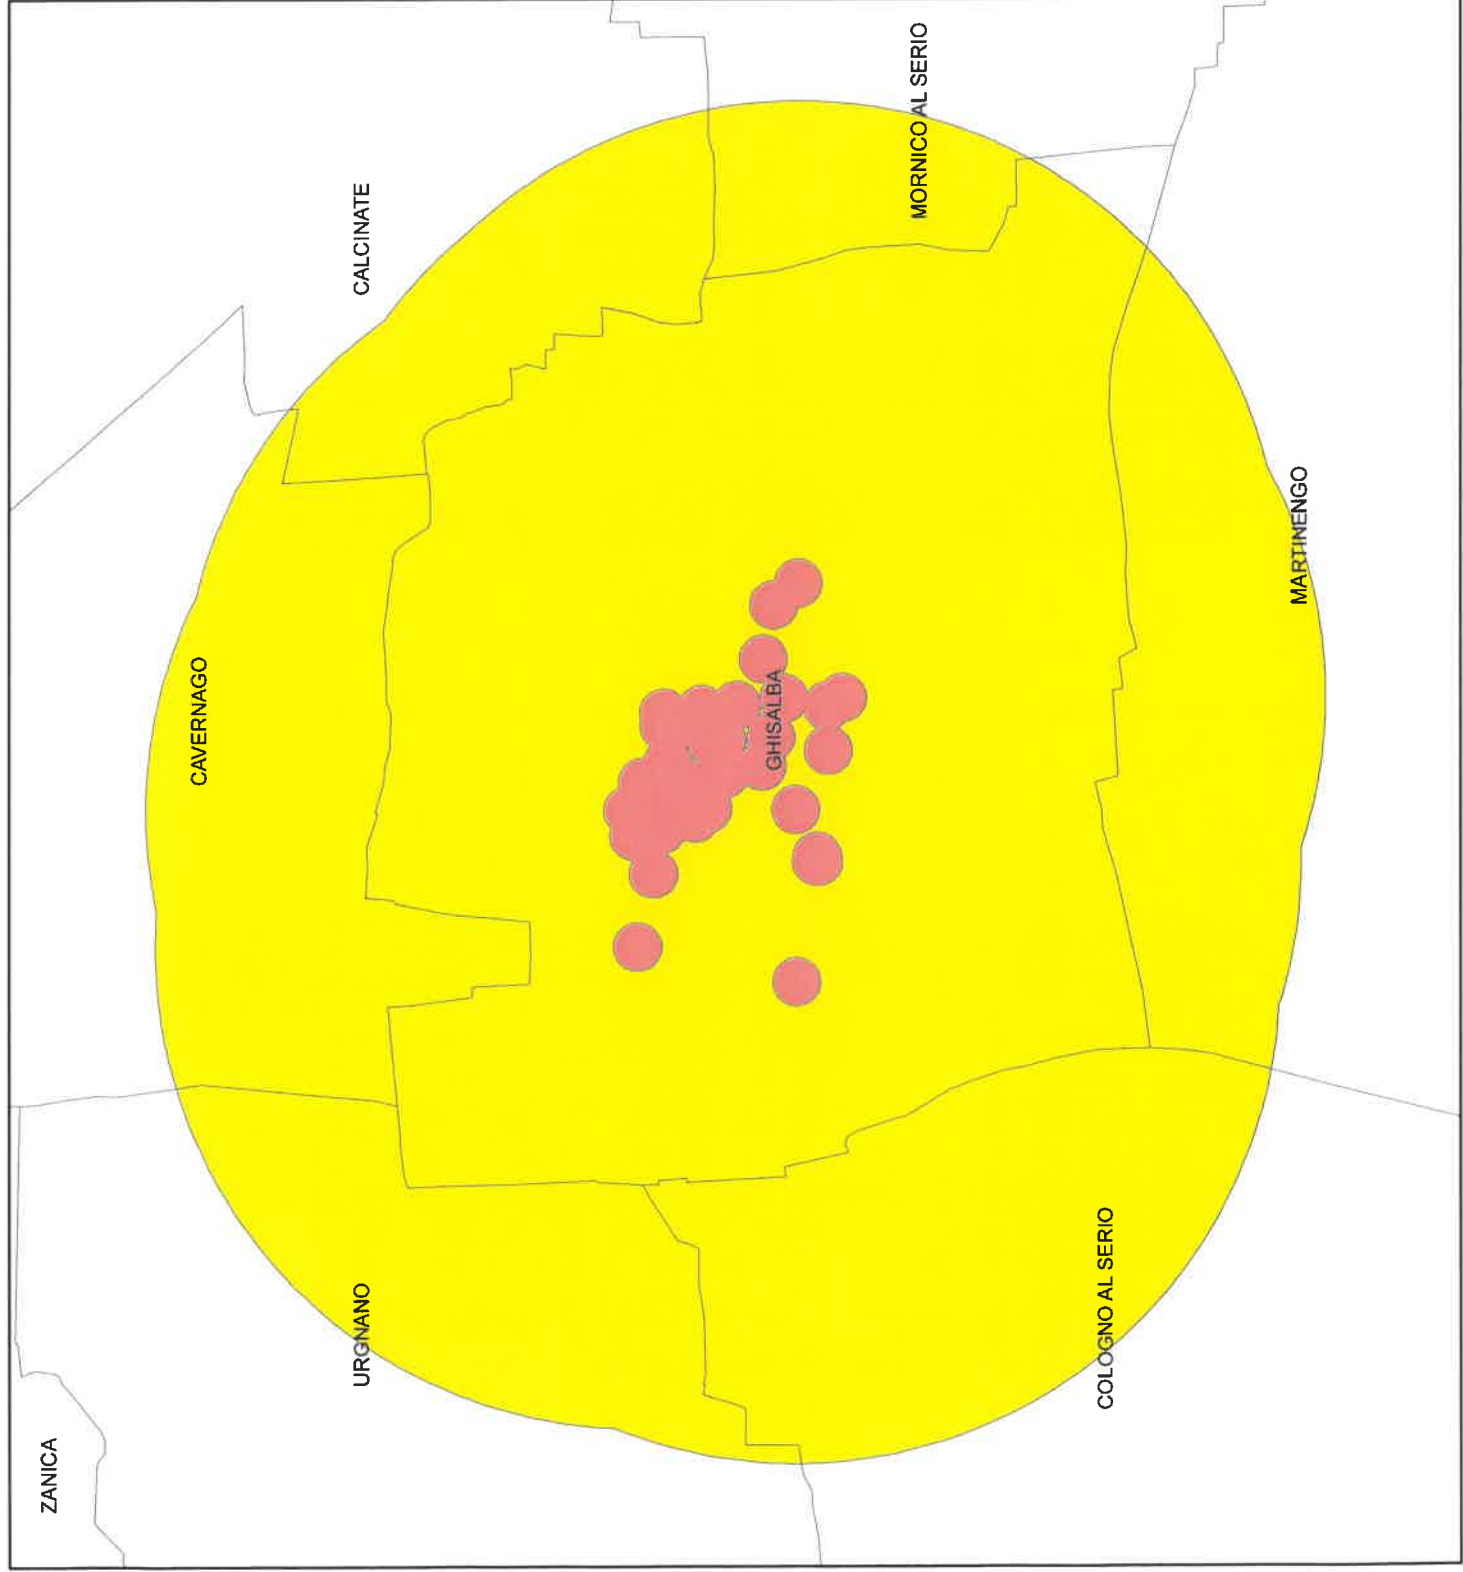 ZANICA
CAVERNAGO
URGNANO
CALCINATE
GHISALBA
MORNICO AL SERIO
COLOGNO AL SERIO
MARTINENGO